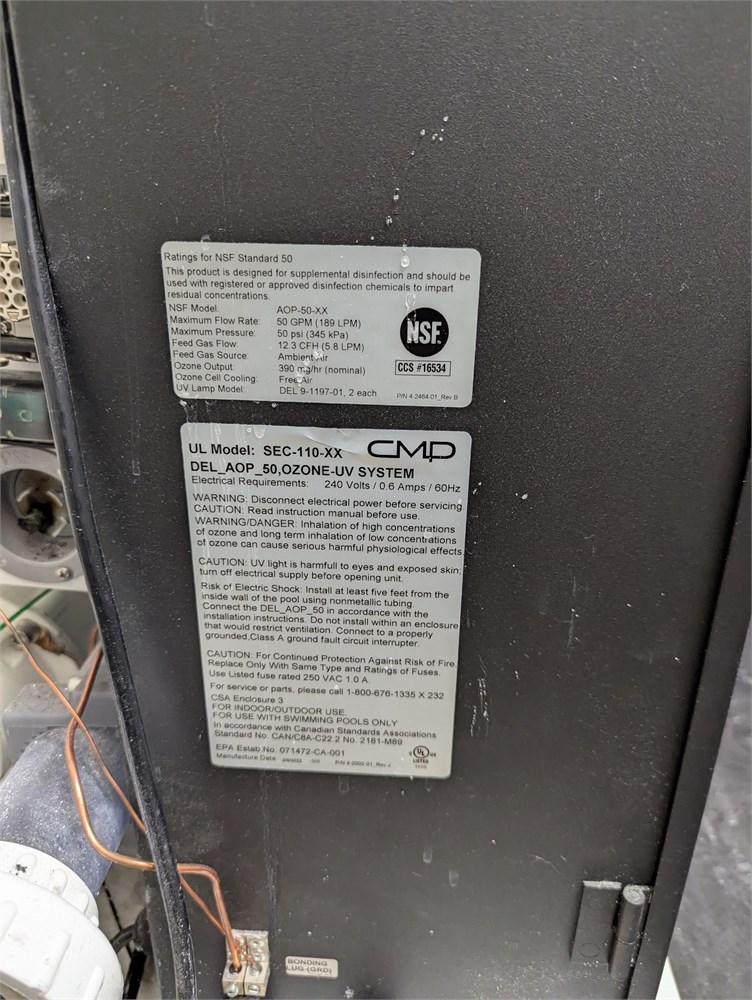 Ratings for NSF Standard 50
This product is designed for supplemental disinfection and should be
used with registered or approved disinfection chemicals to impart
residual concentrations.
NSF Model: AOP-50-XX
Maximum Flow Rate: 50 GPM (189 LPM)
Maximum Pressure: 50 psi (345 kPa)
Feed Gas Flow: 12.3 CFH (5.8 LPM)
Feed Gas Source: Ambient Air
Ozone Output: 390 mg/hr (nominal)
Ozone Cell Cooling: Free Air
UV Lamp Model: DEL 9-1197-01, 2 each
NSF.
CCS #16534
P/N 4-2464-01_Rev B
UL Model: SEC-110-XX CMP
DEL_AOP_50,OZONE-UV SYSTEM
Electrical Requirements: 240 Volts / 0.6 Amps / 60Hz
WARNING: Disconnect electrical power before servicing.
CAUTION: Read instruction manual before use.
WARNING/DANGER: Inhalation of high concentrations
of ozone and long term inhalation of low concentrations
of ozone can cause serious harmful physiological effects.
CAUTION: UV light is harmfull to eyes and exposed skin;
turn off electrical supply before opening unit.
Risk of Electric Shock: Install at least five feet from the
inside wall of the pool using nonmetallic tubing.
Connect the DEL_AOP_50 in accordance with the
installation instructions. Do not install within an enclosure
that would restrict ventilation. Connect to a properly
grounded,Class A ground fault circuit interrupter.
CAUTION: For Continued Protection Against Risk of Fire
Replace Only With Same Type and Ratings of Fuses.
Use Listed fuse rated 250 VAC 1.0 A
For service or parts, please call 1-800-676-1335 X 232
CSA Enclosure 3
FOR INDOOR/OUTDOOR USE.
FOR USE WITH SWIMMING POOLS ONLY
In accordance with Canadian Standards Associations
Standard No. CAN/C8A-C22.2 No. 2181-M89
EPA Estab.No. 071472-CA-001
Manufacture Date
C UL US
LISTED
BONDING
LUG (GRD)